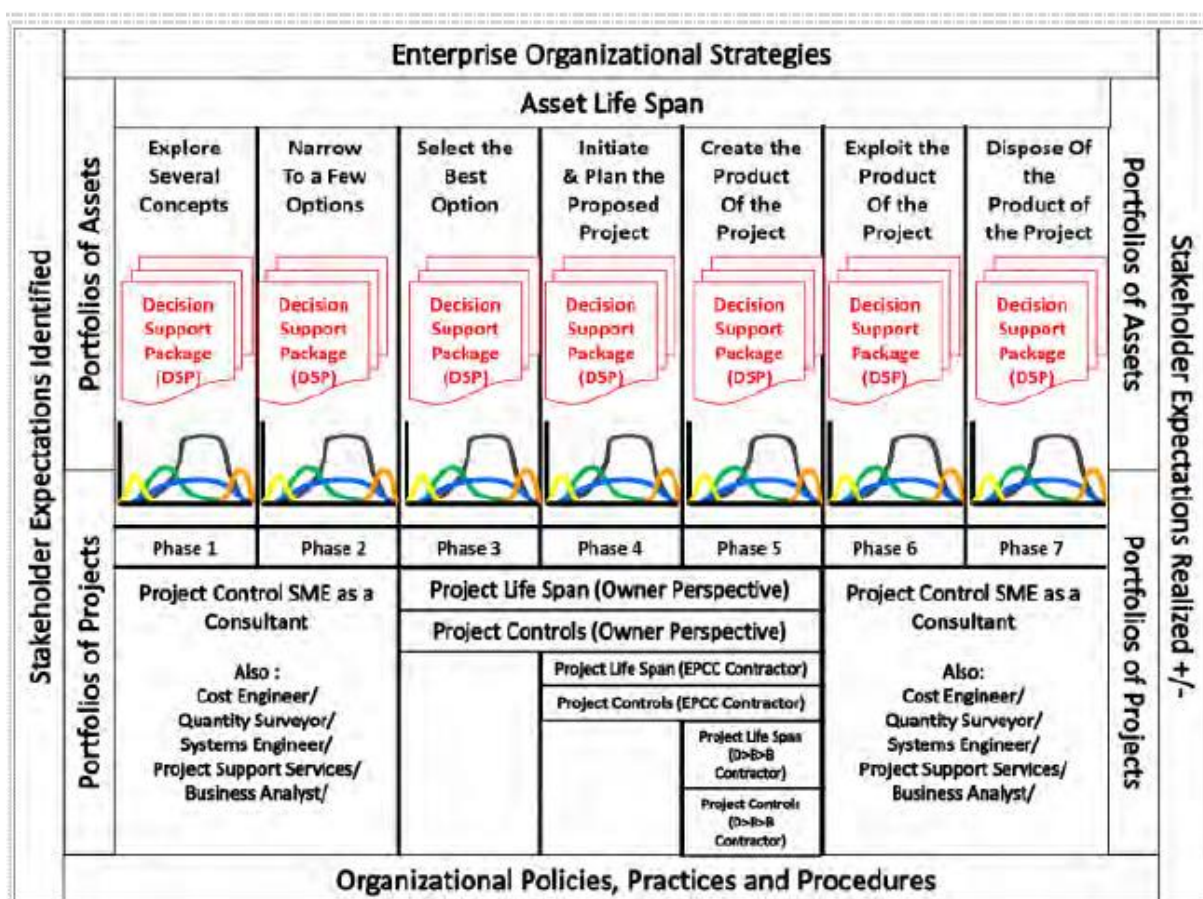 Enterprise Organizational Strategies
Asset Life Span
Stakeholder Expectations Identified
Portfolios of Assets
Portfolios of Projects
Explore
Several
Concepts
Narrow
To a Few
Options
Select the
Best
Option
Initiate
& Plan the
Proposed
Project
Create the
Product
Of the
Project
Exploit the
Product
Of the
Project
Dispose Of
the
Product of
the Project
Decision
Support
Package
(DSP)
Decision
Support
Package
(DSP)
Decision
Support
Package
(DSP)
Decision
Support
Package
(DSP)
Decision
Support
Package
(DSP)
Decision
Support
Package
(DSP)
Decision
Support
Package
(DSP)
Phase 1
Phase 2
Phase 3
Phase 4
Phase 5
Phase 6
Phase 7
Project Control SME as a
Consultant
Also :
Cost Engineer/
Quantity Surveyor/
Systems Engineer/
Project Support Services/
Business Analyst/
Project Life Span (Owner Perspective)
Project Controls (Owner Perspective)
Project Life Span (EPCC Contractor)
Project Controls (EPCC Contractor)
Project Life Span
(D>B>B
Contractor)
Project Controls
(D>B>B
Contractor)
Project Control SME as a
Consultant
Also:
Cost Engineer/
Quantity Surveyor/
Systems Engineer/
Project Support Services/
Business Analyst/
Portfolios of Assets
Portfolios of Projects
Stakeholder Expectations Realized +/-
Organizational Policies, Practices and Procedures